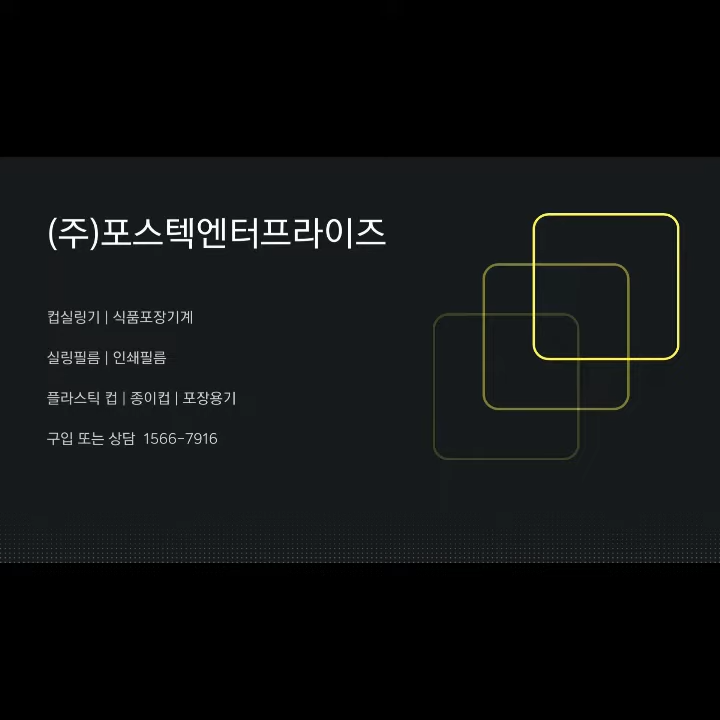 (주)포스텍엔터프라이즈
컵실링기 | 식품포장기계
실링필름 | 인쇄필름
플라스틱 컵 | 종이컵 | 포장용기
구입 또는 상담 1566-7916